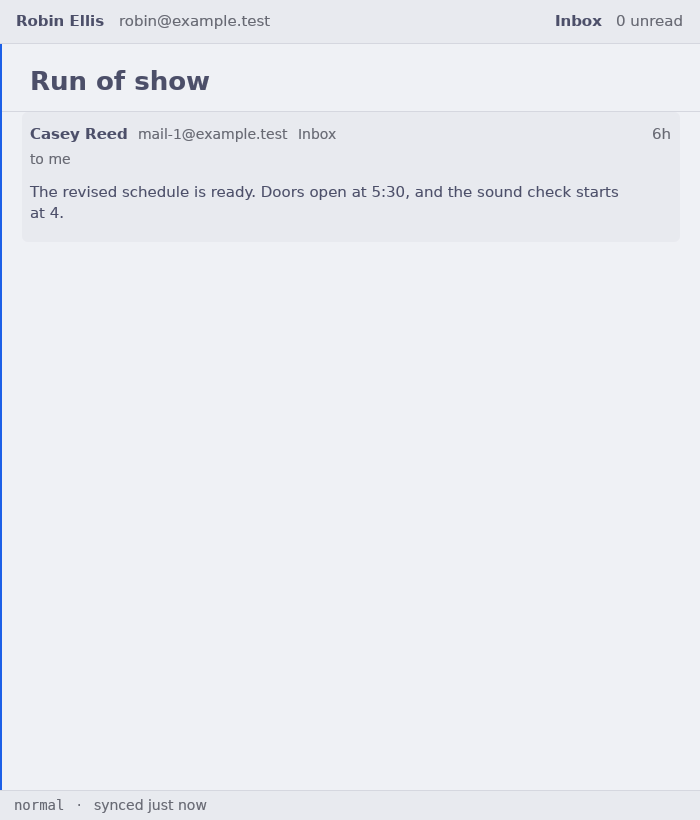 Robin Ellis robin@example.test Inbox 0 unread
Run of show
Casey Reed mail-1@example.test Inbox 6h
to me
The revised schedule is ready. Doors open at 5:30, and the sound check starts
at 4.
normal · synced just now